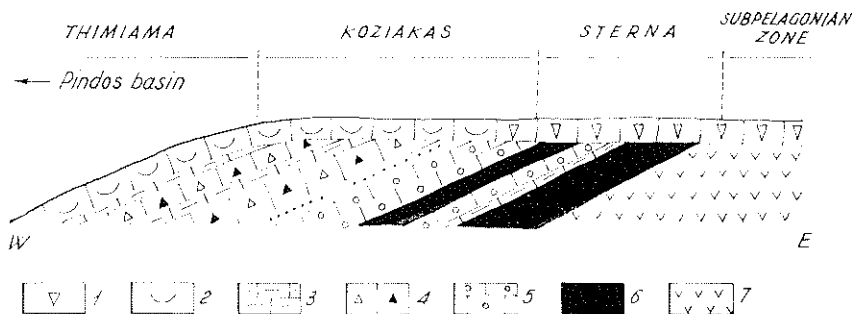 THIMIAMA KOZIAKAS STERNA SUBPELAGONIAN
ZONE
← Pindos basin
W E
1 2 3 4 5 6 7